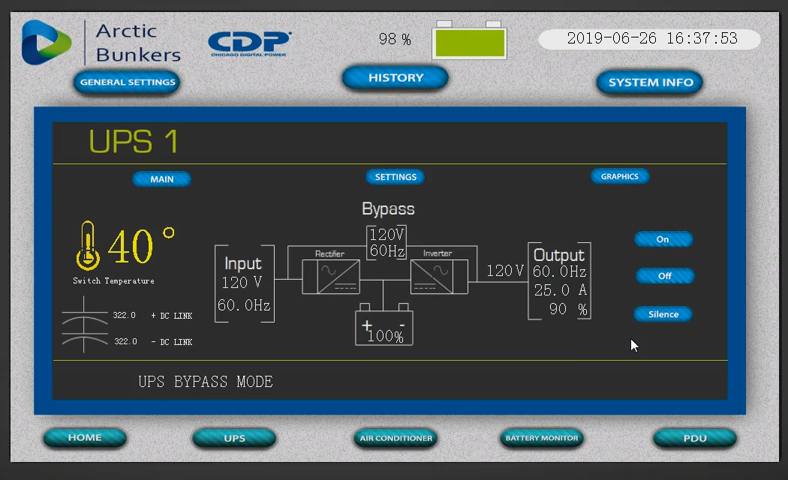 Arctic
Bunkers
CDP
CHICAGO DIGITAL POWER
98 %
2019-06-26 16:37:53
GENERAL SETTINGS
HISTORY
SYSTEM INFO
UPS 1
MAIN
SETTINGS
GRAPHICS
40°
Switch Temperature
322.0 + DC LINK
322.0 - DC LINK
Input
120 V
60.0Hz
Bypass
120V
60Hz
Rectifier
Inverter
+ -
100%
120V
Output
60.0Hz
25.0 A
90 %
On
Off
Silence
UPS BYPASS MODE
HOME
UPS
AIR CONDITIONER
BATTERY MONITOR
PDU